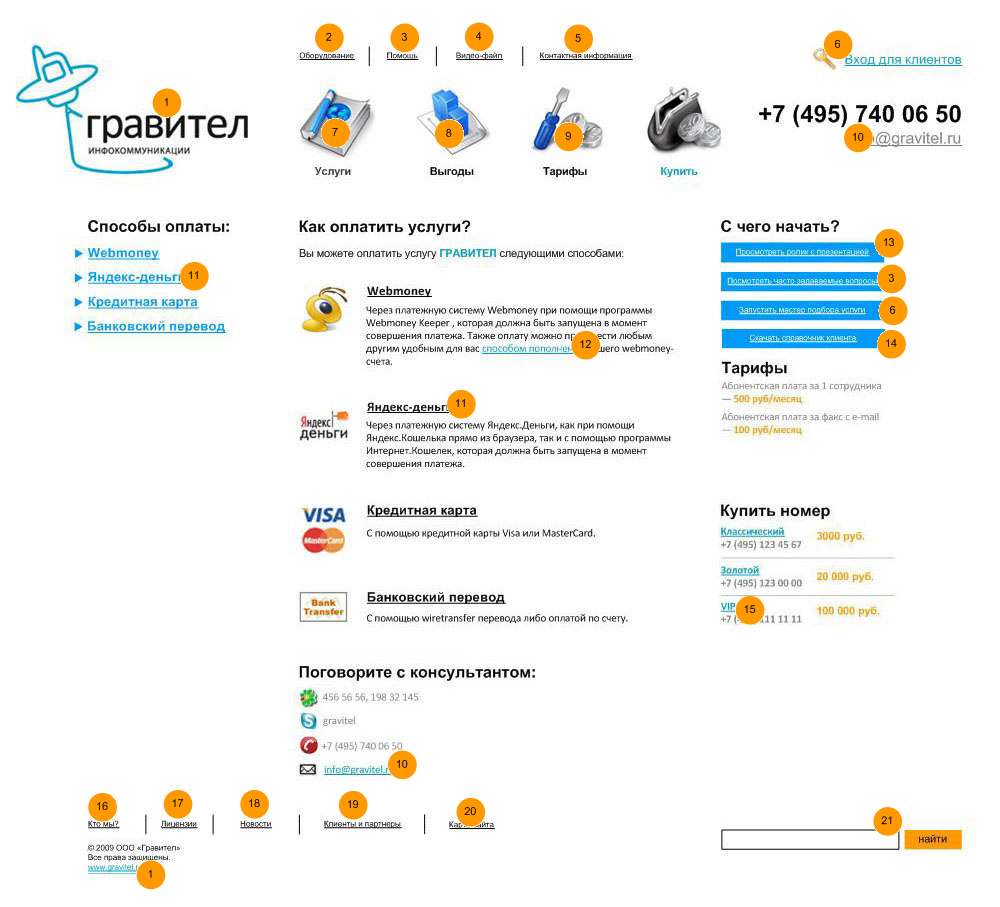 2
3
4
5
Оборудование
Помощь
Видео-файл
Контактная информация
6
Вход для клиентов
1
гравител
ИНФОКОММУНИКАЦИИ
7
Услуги
8
Выгоды
9
Тарифы
Купить
+7 (495) 740 06 50
10
@gravitel.ru
Способы оплаты:
Webmoney
Яндекс-деньги
11
Кредитная карта
Банковский перевод
Как оплатить услуги?
Вы можете оплатить услугу ГРАВИТЕЛ следующими способами:
Webmoney
Через платежную систему Webmoney при помощи программы
Webmoney Keeper , которая должна быть запущена в момент
совершения платежа. Также оплату можно произвести любым
другим удобным для вас способом пополнения вашего webmoney-
счета.
12
Яндекс
деньги
Яндекс-деньги
11
Через платежную систему Яндекс.Деньги, как при помощи
Яндекс.Кошелька прямо из браузера, так и с помощью программы
Интернет.Кошелек, которая должна быть запущена в момент
совершения платежа.
VISA
MasterCard
Кредитная карта
С помощью кредитной карты Visa или MasterCard.
Bank
Transfer
Банковский перевод
С помощью wiretransfer перевода либо оплатой по счету.
Поговорите с консультантом:
456 56 56, 198 32 145
gravitel
+7 (495) 740 06 50
info@gravitel.r
10
С чего начать?
Просмотреть ролик с презентацией
13
Посмотреть часто задаваемые вопросы
3
Запустить мастер подбора услуги
6
Скачать справочник клиента
14
Тарифы
Абонентская плата за 1 сотрудника
— 500 руб/месяц
Абонентская плата за факс с e-mail
— 100 руб/месяц
Купить номер
Классический
+7 (495) 123 45 67
3000 руб.
Золотой
+7 (495) 123 00 00
20 000 руб.
VIP
15
+7 ( 111 11 11
100 000 руб.
16
17
18
19
20
Кто мы?
Лицензии
Новости
Клиенты и партнеры
Карта сайта
21
найти
© 2009 ООО «Гравител»
Все права защищены.
www.gravitel.r
1